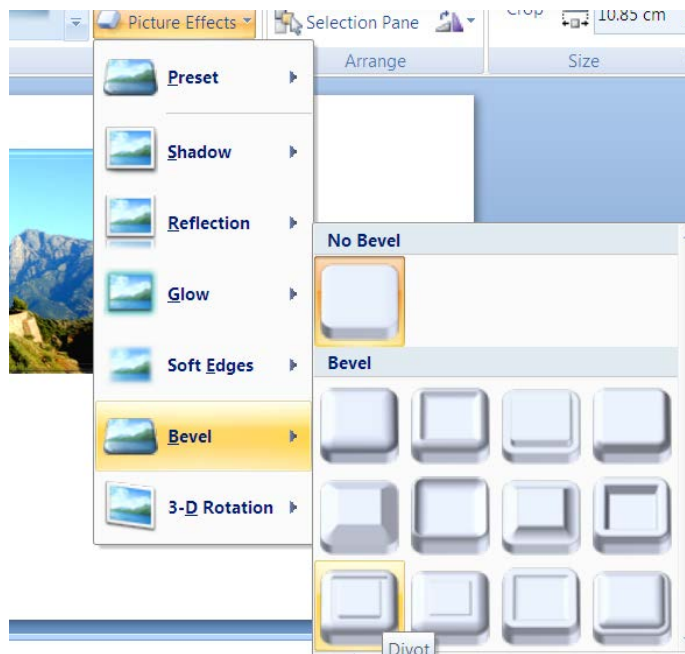 Picture Effects
Selection Pane
Crop
10.85 cm
Arrange
Size
Preset
Shadow
Reflection
Glow
Soft Edges
Bevel
3-D Rotation
No Bevel
Bevel
Divot